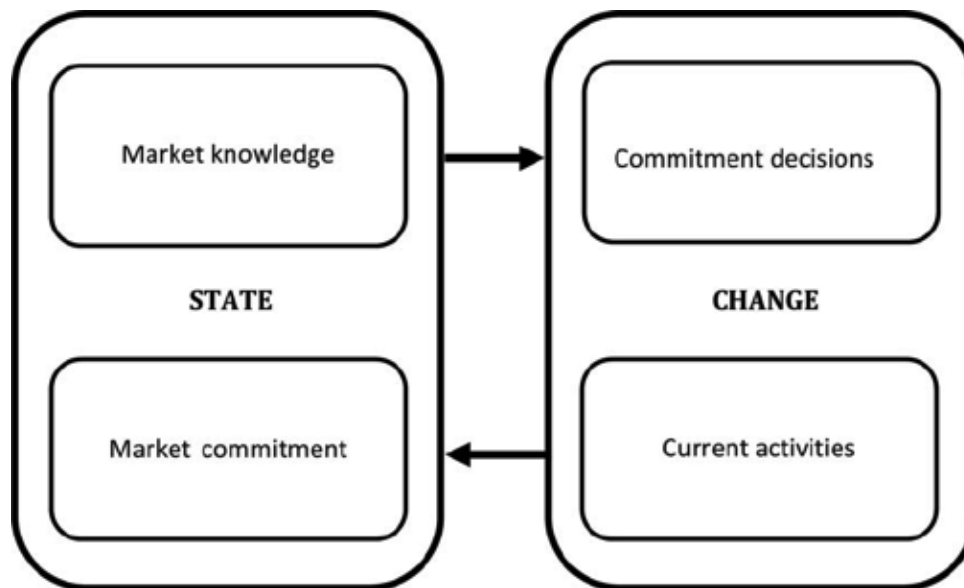 Market knowledge
Commitment decisions
STATE
CHANGE
Market commitment
Current activities